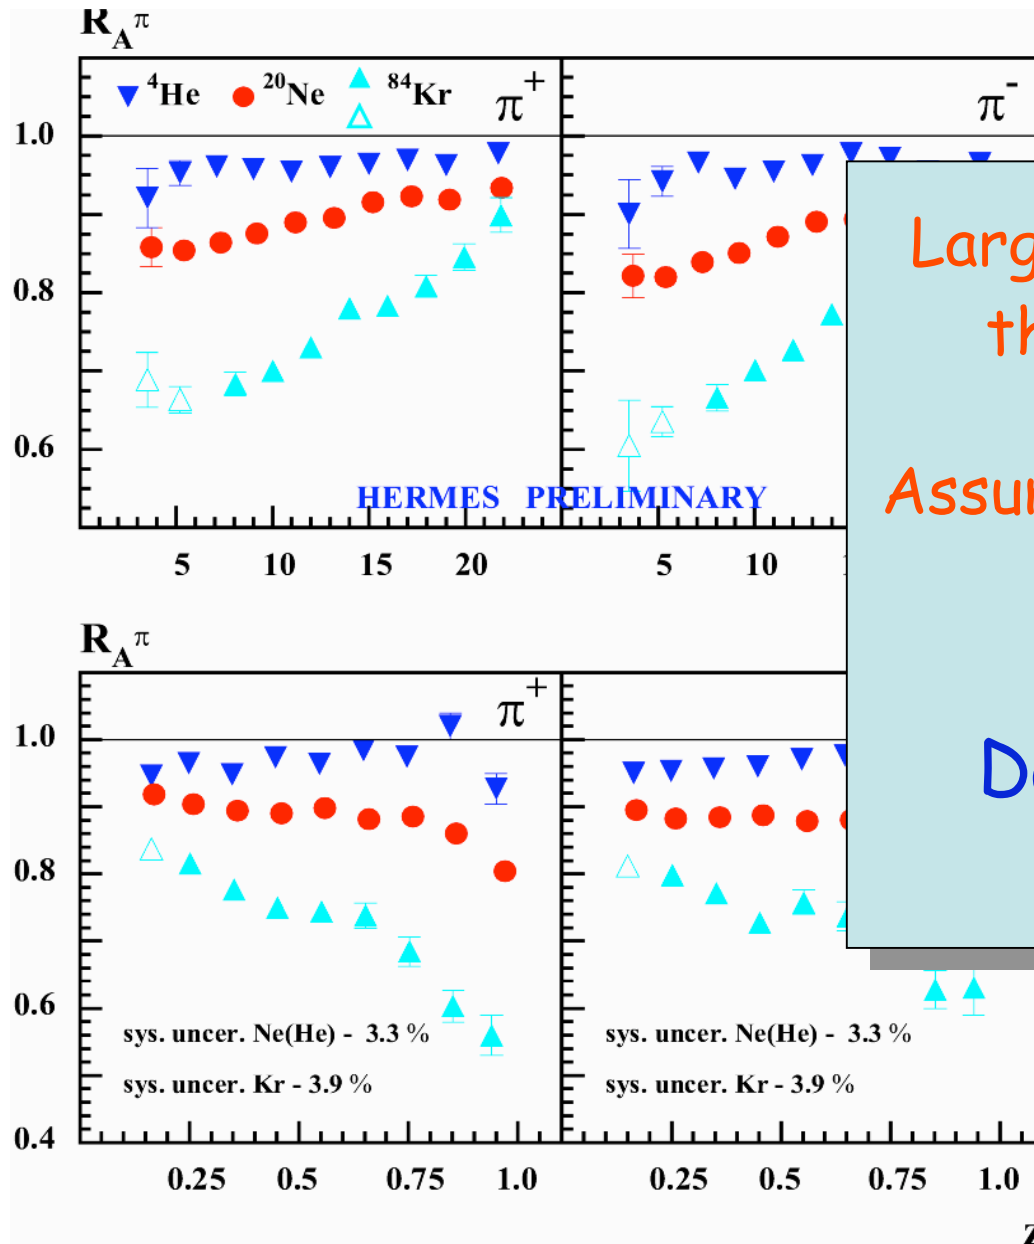 R_A^π
^4He ^20Ne ^84Kr π^+ π^-
1.0
0.8
0.6
HERMES PRELIMINARY
5 10 15 20 5 10
R_A^π
π^+
1.0
0.8
0.6
0.4
sys. uncer. Ne(He) - 3.3 % sys. uncer. Ne(He) - 3.3 %
sys. uncer. Kr - 3.9 % sys. uncer. Kr - 3.9 %
0.25 0.5 0.75 1.0 0.25 0.5 0.75 1.0